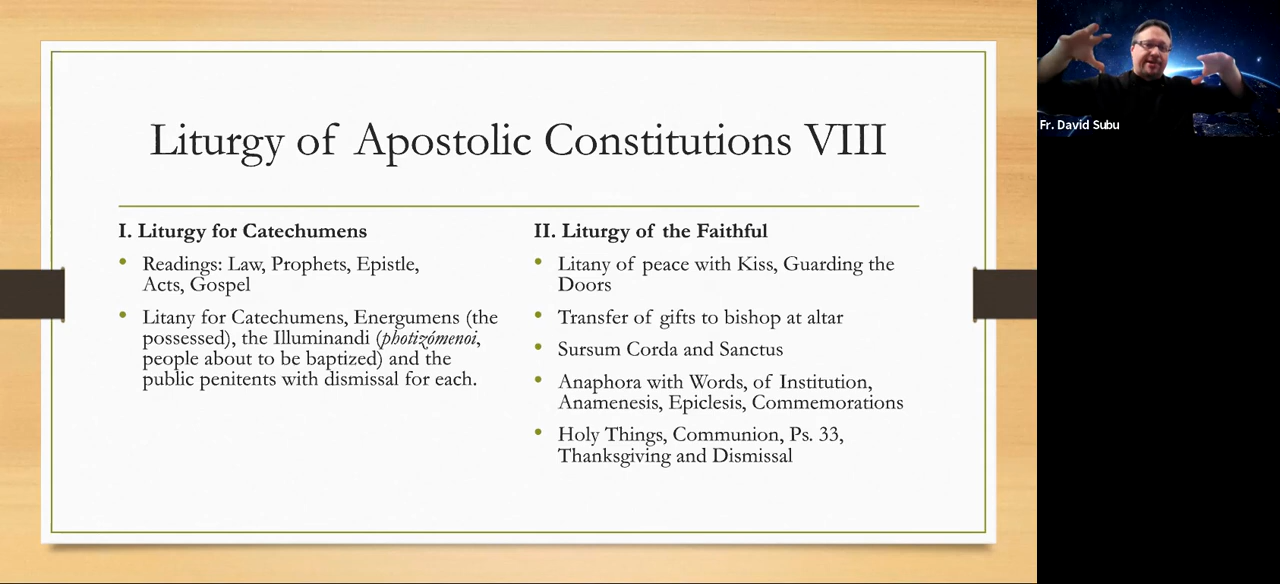 Liturgy of Apostolic Constitutions VIII
I. Liturgy for Catechumens
• Readings: Law, Prophets, Epistle,
Acts, Gospel
• Litany for Catechumens, Energumens (the
possessed), the Illuminandi (photizómenoi,
people about to be baptized) and the
public penitents with dismissal for each.
II. Liturgy of the Faithful
• Litany of peace with Kiss, Guarding the
Doors
• Transfer of gifts to bishop at altar
• Sursum Corda and Sanctus
• Anaphora with Words, of Institution,
Anamenesis, Epiclesis, Commemorations
• Holy Things, Communion, Ps. 33,
Thanksgiving and Dismissal
Fr. David Subu